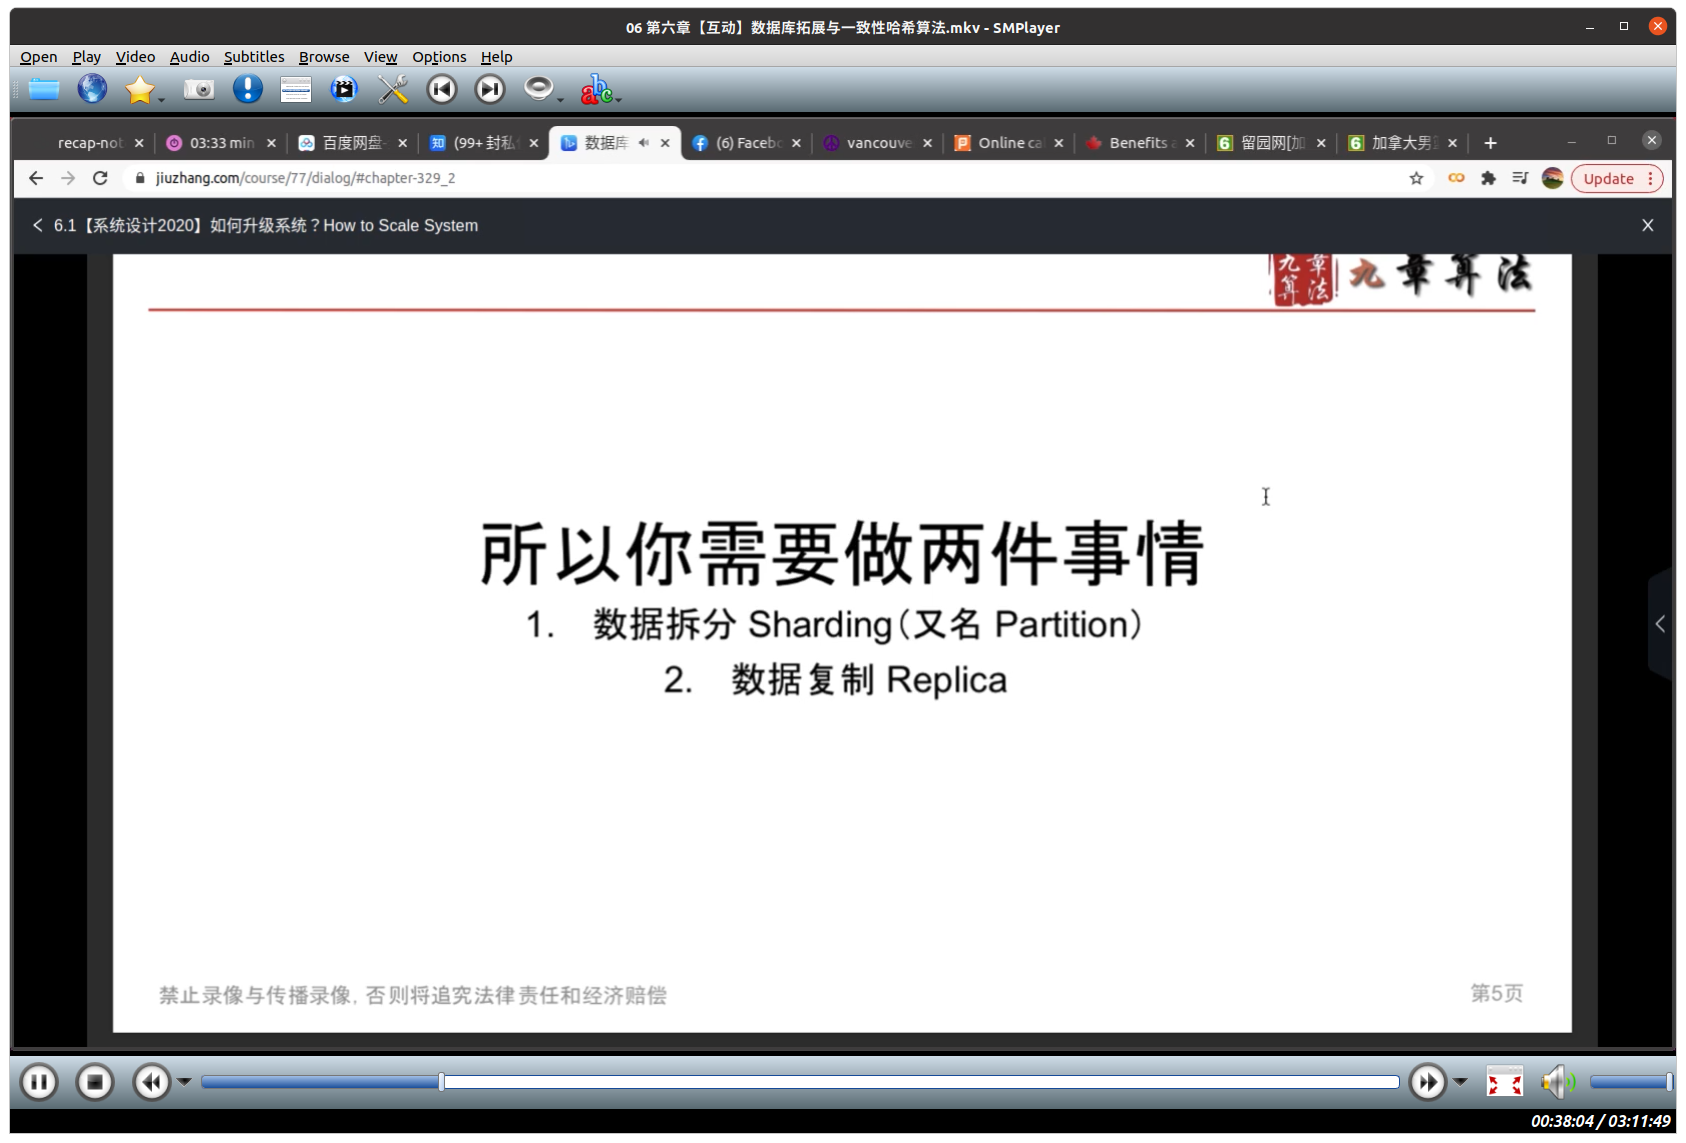 06 第六章【互动】数据库拓展与一致性哈希算法.mkv - SMPlayer
Open Play Video Audio Subtitles Browse View Options Help
abc
recap-not 03:33 min 百度网盘- 知 (99+ 封私 数据库 (6) Facebo vancouve Online ca Benefits a 6 留园网[加 6 加拿大男
jiuzhang.com/course/77/dialog/#chapter-329_2 Update
6.1【系统设计2020】如何升级系统？How to Scale System
九章算法 九章算法
所以你需要做两件事情
1. 数据拆分 Sharding（又名 Partition）
2. 数据复制 Replica
禁止录像与传播录像, 否则将追究法律责任和经济赔偿
第5页
00:38:04 / 03:11:49